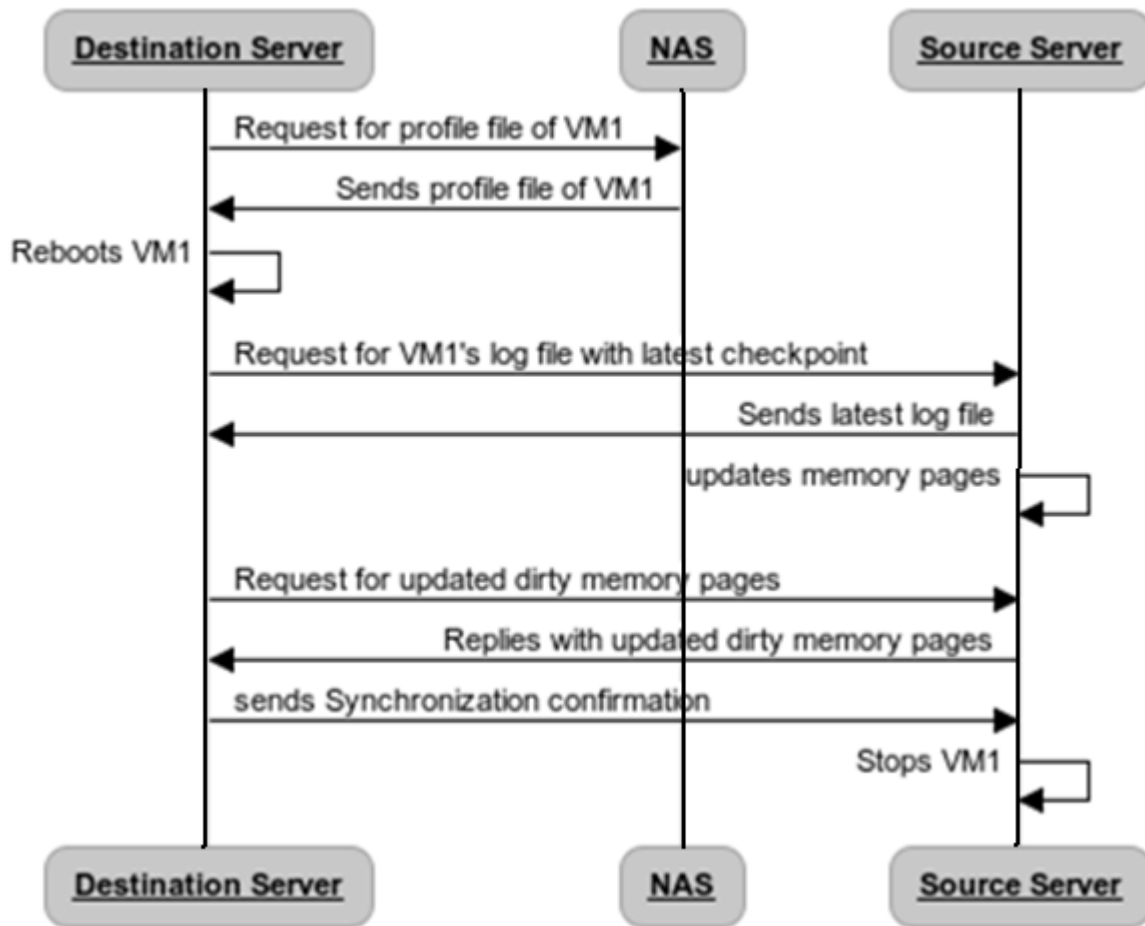 Destination Server
NAS
Source Server
Request for profile file of VM1
Sends profile file of VM1
Reboots VM1
Request for VM1's log file with latest checkpoint
Sends latest log file
updates memory pages
Request for updated dirty memory pages
Replies with updated dirty memory pages
sends Synchronization confirmation
Stops VM1
Destination Server
NAS
Source Server